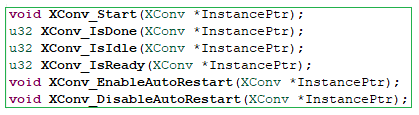 void XConv_Start(XConv *InstancePtr);
u32 XConv_IsDone(XConv *InstancePtr);
u32 XConv_IsIdle(XConv *InstancePtr);
u32 XConv_IsReady(XConv *InstancePtr);
void XConv_EnableAutoRestart(XConv *InstancePtr);
void XConv_DisableAutoRestart(XConv *InstancePtr);